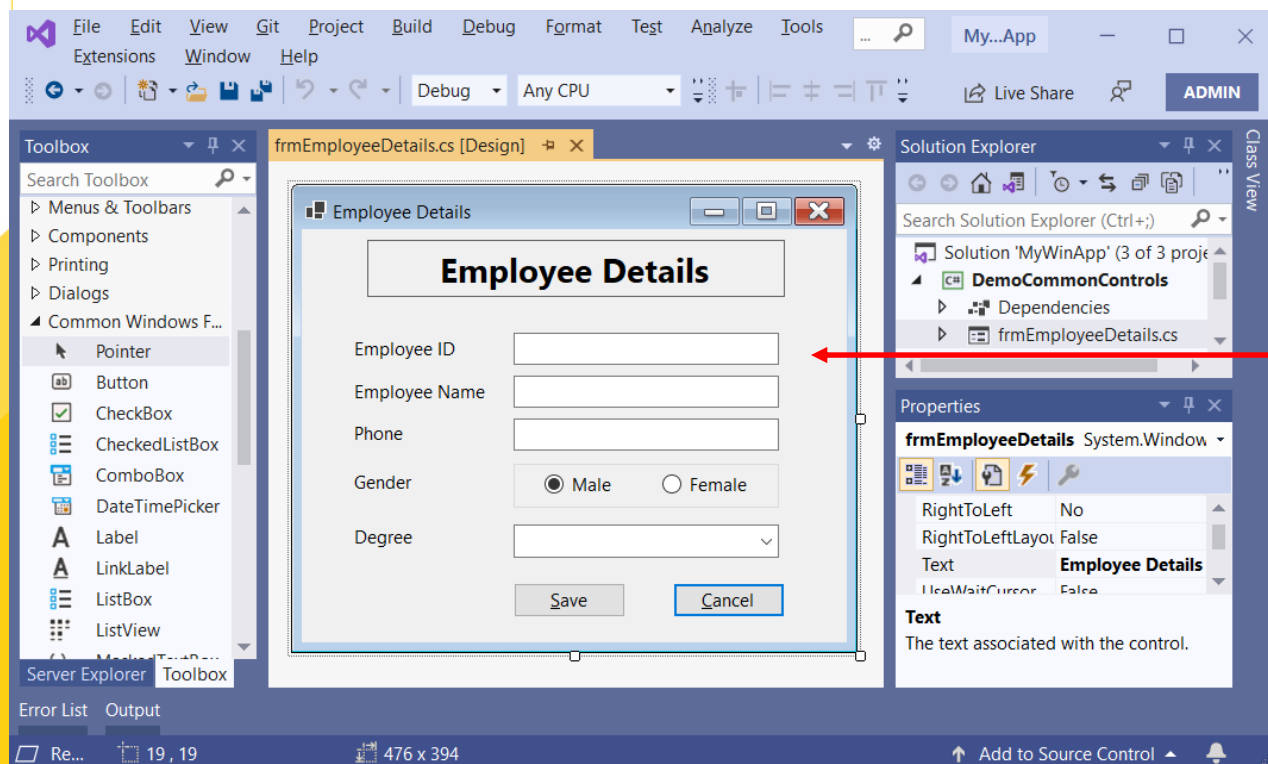 File Edit View Git Project Build Debug Format Test Analyze Tools ... My...App
Extensions Window Help
Debug Any CPU Live Share ADMIN
Toolbox
Search Toolbox
Menus & Toolbars
Components
Printing
Dialogs
Common Windows F...
Pointer
Button
CheckBox
CheckedListBox
ComboBox
DateTimePicker
Label
LinkLabel
ListBox
ListView
Server Explorer Toolbox
frmEmployeeDetails.cs [Design]
Employee Details
Employee Details
Employee ID
Employee Name
Phone
Gender Male Female
Degree
Save Cancel
Solution Explorer
Search Solution Explorer (Ctrl+;)
Solution 'MyWinApp' (3 of 3 proje
C# DemoCommonControls
Dependencies
frmEmployeeDetails.cs
Class View
Properties
frmEmployeeDetails System.Window
RightToLeft No
RightToLeftLayou False
Text Employee Details
UseWaitCursor False
Text
The text associated with the control.
Error List Output
Re... 19 , 19 476 x 394 Add to Source Control